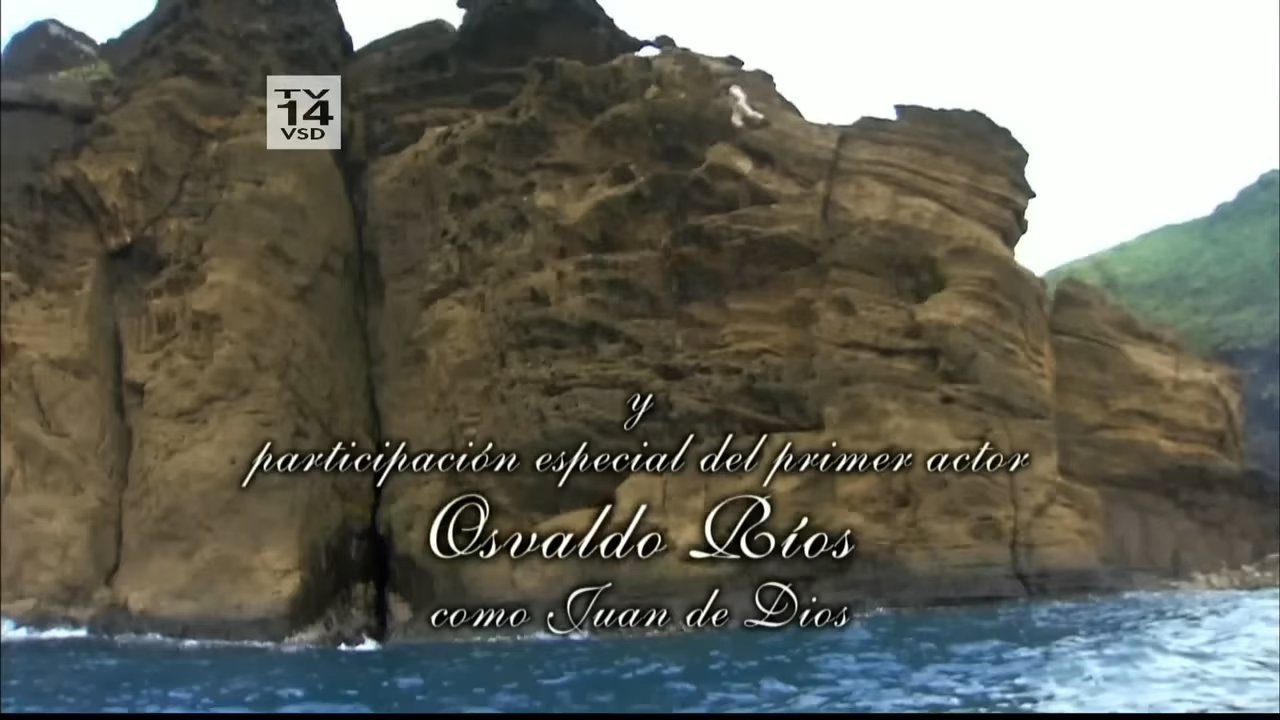 TV
14
VSD
y
participación especial del primer actor
Osvaldo Ríos
como Juan de Dios